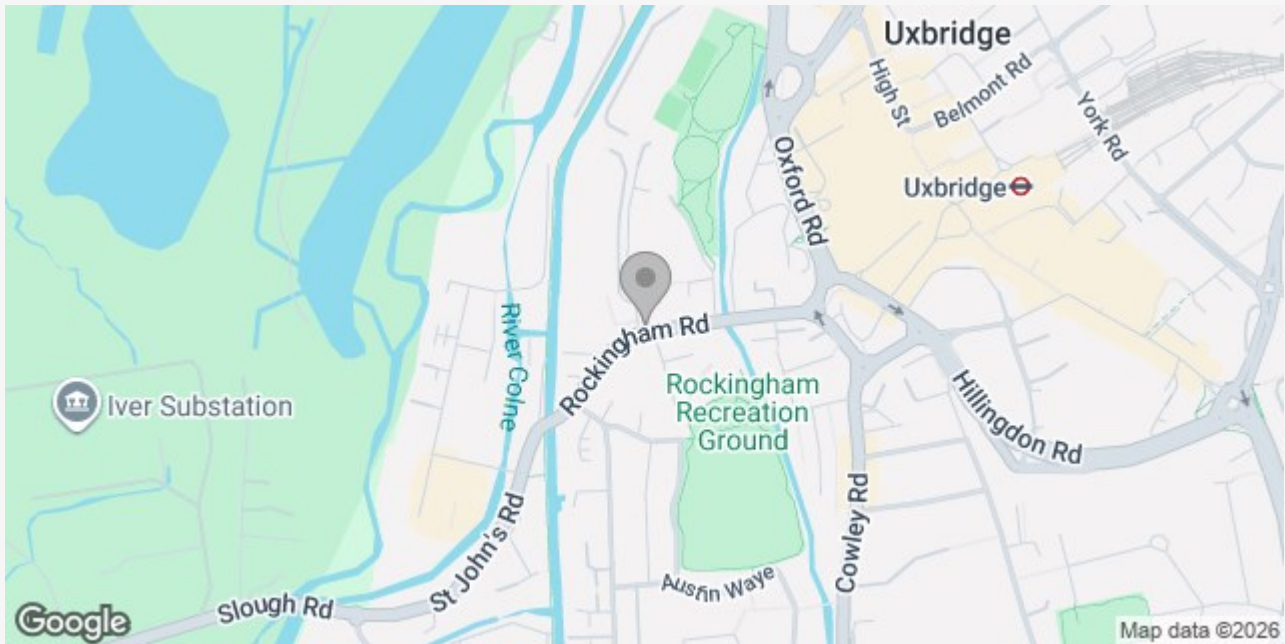 Uxbridge
High St
Belmont Rd
York Rd
Oxford Rd
Uxbridge
River Colne
Rockingham Rd
Rockingham
Recreation
Ground
Iver Substation
Hillingdon Rd
Cowley Rd
St John's Rd
Austin Waye
Slough Rd
Google
Map data ©2026